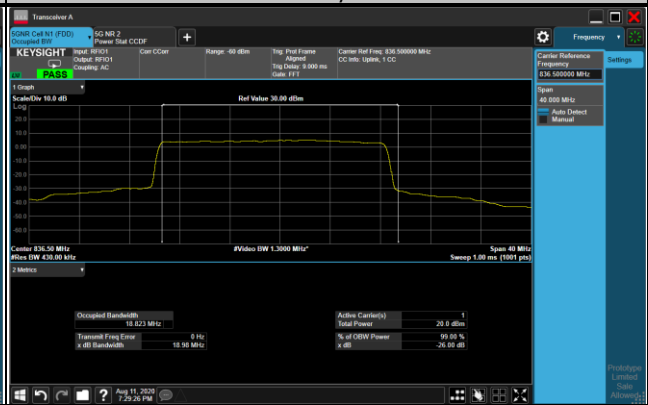 Transceiver A
5GNR Cell N1 (FDD)
Occupied BW
5G NR 2
Power Stat CCDF
Frequency
KEYSIGHT
Input: RFIO1
Output: RFIO1
Coupling: AC
Corr CCorr
Range: -60 dBm
Trig: Prot Frame
Aligned
Trig Delay: 9.000 ms
Gate: FFT
Carrier Ref Freq: 836.500000 MHz
CC Info: Uplink, 1 CC
PASS
Carrier Reference
Frequency
836.500000 MHz
Settings
Span
40.000 MHz
Auto Detect
Manual
1 Graph
Scale/Div 10.0 dB
Ref Value 30.00 dBm
Log
20.0
10.0
0.00
-10.0
-20.0
-30.0
-40.0
-50.0
-60.0
Center 836.50 MHz
#Video BW 1.3000 MHz*
Span 40 MHz
#Res BW 430.00 kHz
Sweep 1.00 ms (1001 pts)
2 Metrics
Occupied Bandwidth
18.823 MHz
Active Carrier(s) 1
Total Power 20.0 dBm
Transmit Freq Error 0 Hz
x dB Bandwidth 18.98 MHz
% of OBW Power 99.00 %
x dB -26.00 dB
Aug 11, 2020
7:29:26 PM
Prototype
Limited
Sale
Allowed